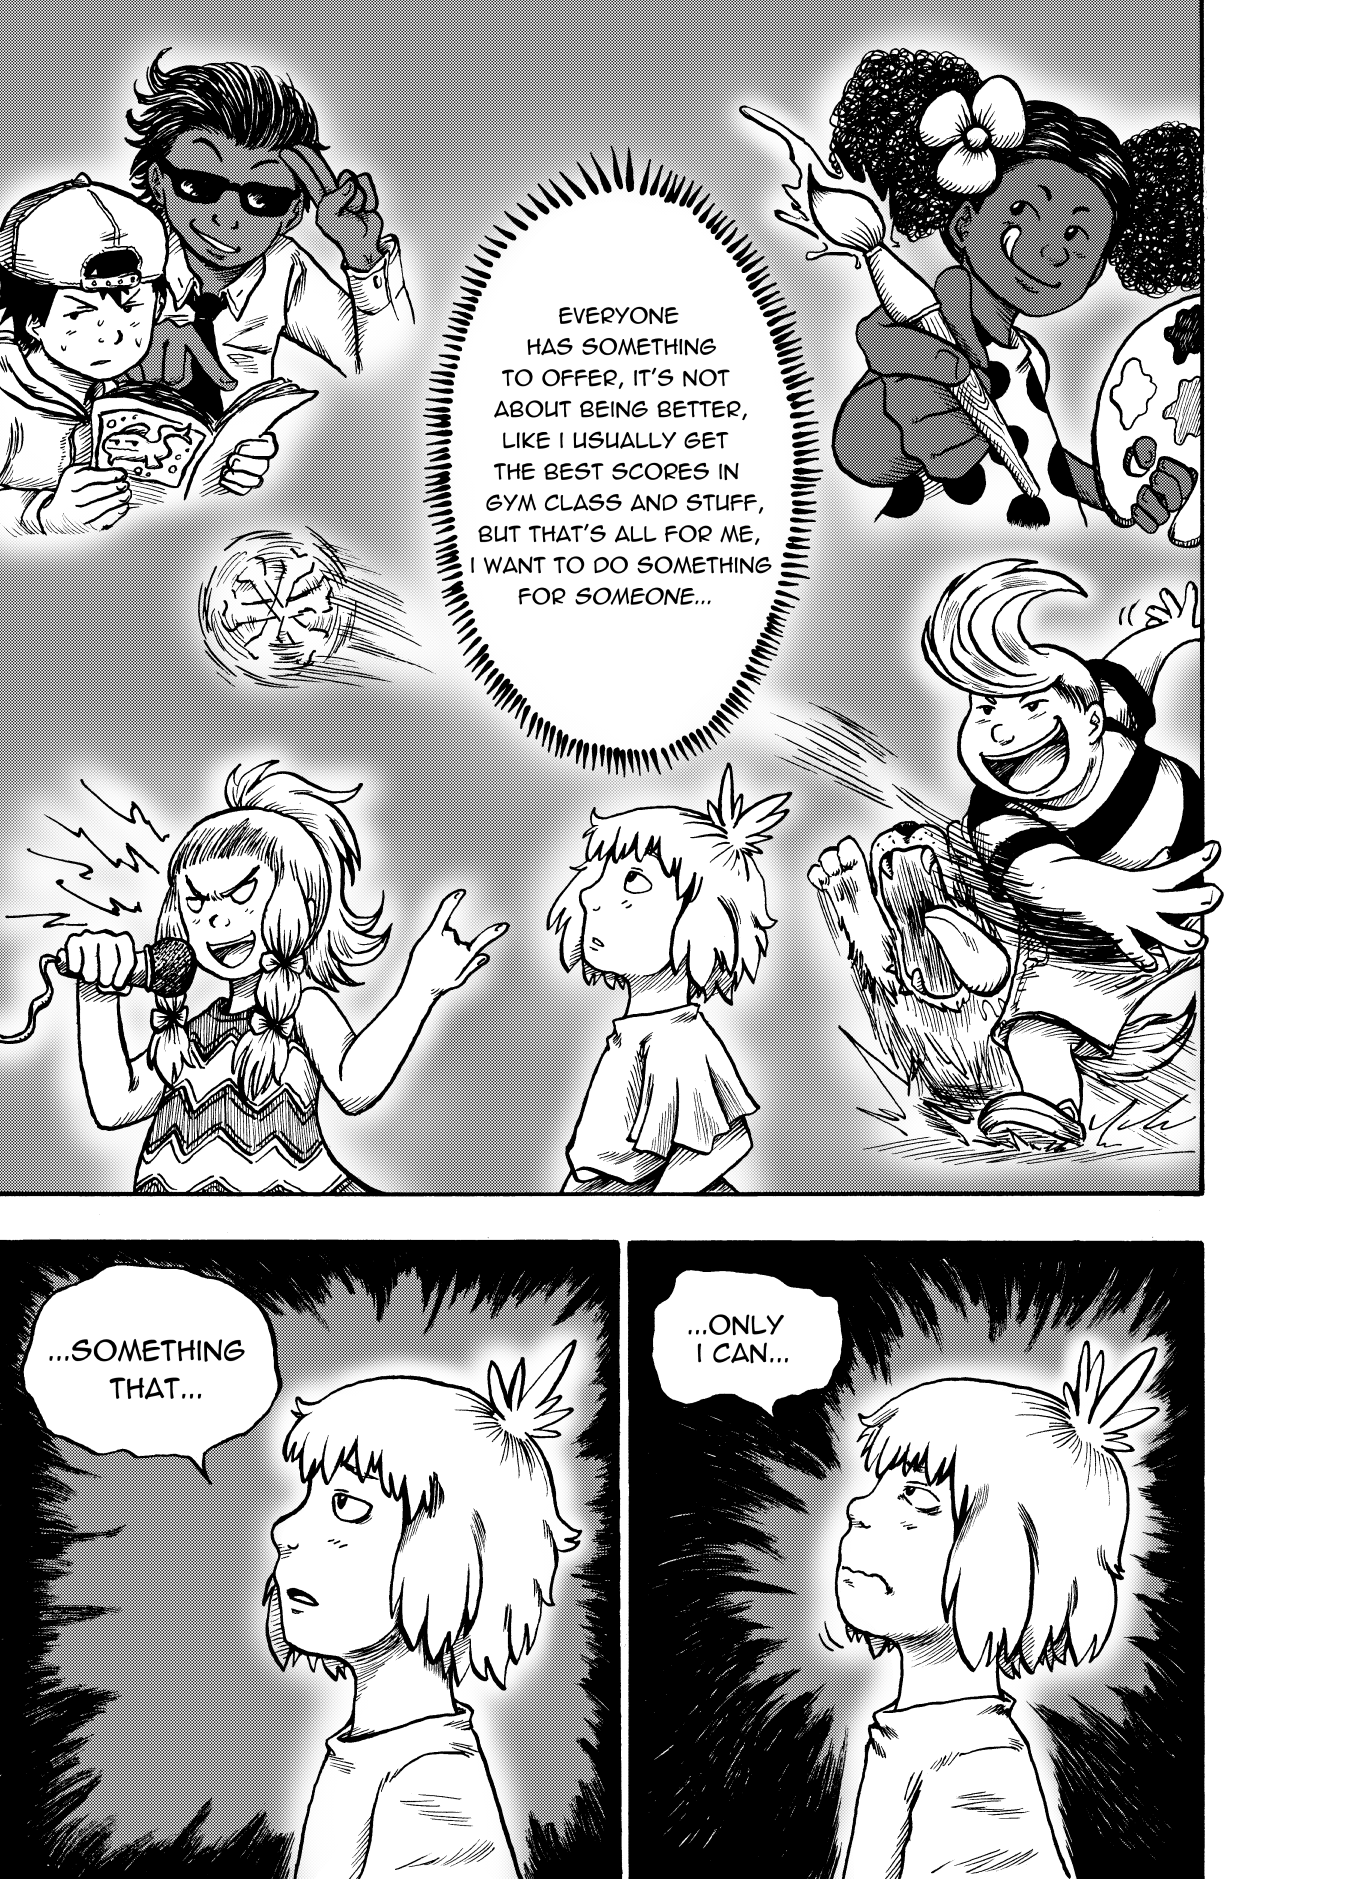 EVERYONE
HAS SOMETHING
TO OFFER, IT'S NOT
ABOUT BEING BETTER,
LIKE I USUALLY GET
THE BEST SCORES IN
GYM CLASS AND STUFF,
BUT THAT'S ALL FOR ME,
I WANT TO DO SOMETHING
FOR SOMEONE...
...SOMETHING
THAT...
...ONLY
I CAN...